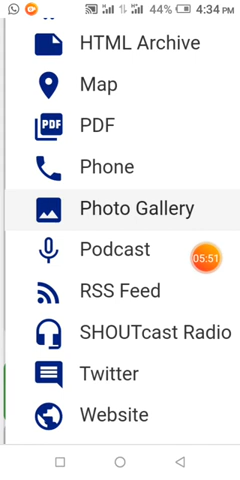 44% 4:34 PM
HTML Archive
Map
PDF
PDF
Phone
Photo Gallery
Podcast
05:51
RSS Feed
SHOUTcast Radio
Twitter
Website